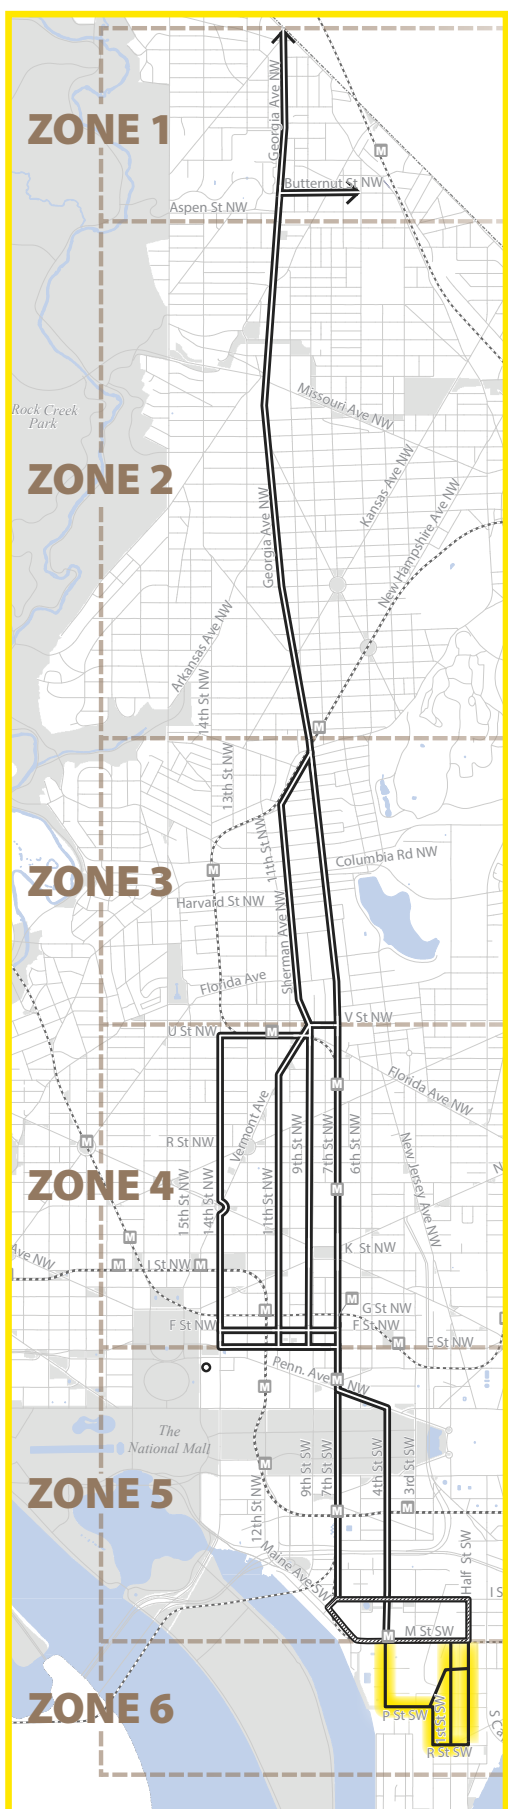 Georgia Ave NW
M
ZONE 1
Butternut St NW
Aspen St NW
Missouri Ave NW
Rock Creek
Park
Kansas Ave NW
ZONE 2
New Hampshire Ave NW
Georgia Ave NW
Arkansas Ave NW
14th St NW
M
13th St NW
11th St NW
Columbia Rd NW
M
ZONE 3
Harvard St NW
Sherman Ave NW
Florida Ave
V St NW
U St NW
M
M
Florida Ave NW
Vermont Ave
R St NW
M
9th St NW
7th St NW
6th St NW
New Jersey Ave NW
N
ZONE 4
M
15th St NW
14th St NW
11th St NW
M
K St NW
Ave NW
M
I St NW
M
M
G St NW
M
F St NW
F St NW
M
E St NW
Penn. Ave NW
M
M
The
National Mall
M
9th St SW
7th St SW
4th St SW
3rd St SW
ZONE 5
M
M
12th St NW
Maine Ave SW
Half St SW
I S
M St SW
M
ZONE 6
P St SW
1st St SW
S Ca
R St SW